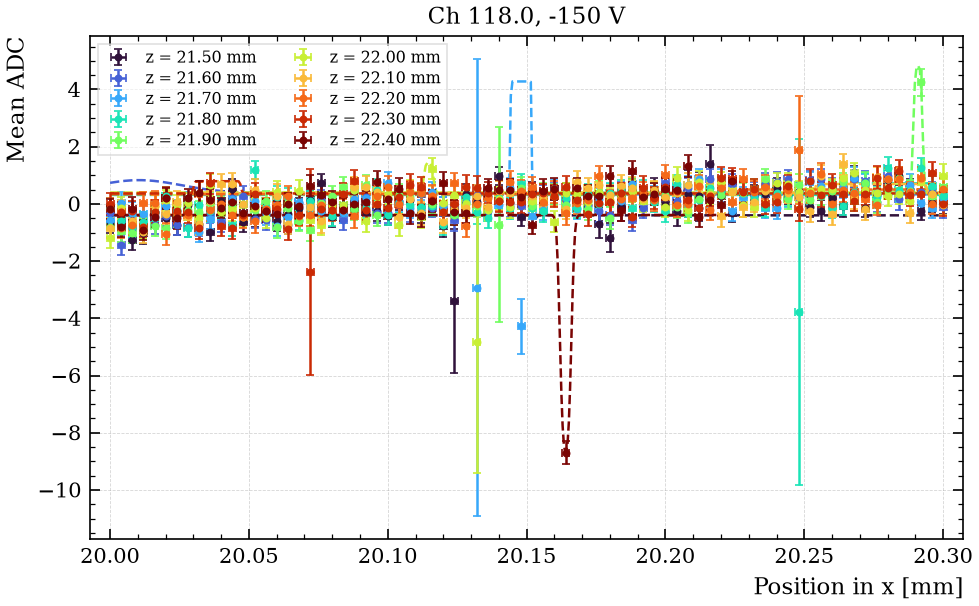 Ch 118.0, -150 V
Mean ADC
z = 21.50 mm
z = 21.60 mm
z = 21.70 mm
z = 21.80 mm
z = 21.90 mm
z = 22.00 mm
z = 22.10 mm
z = 22.20 mm
z = 22.30 mm
z = 22.40 mm
4
2
0
−2
−4
−6
−8
−10
20.00 20.05 20.10 20.15 20.20 20.25 20.30
Position in x [mm]